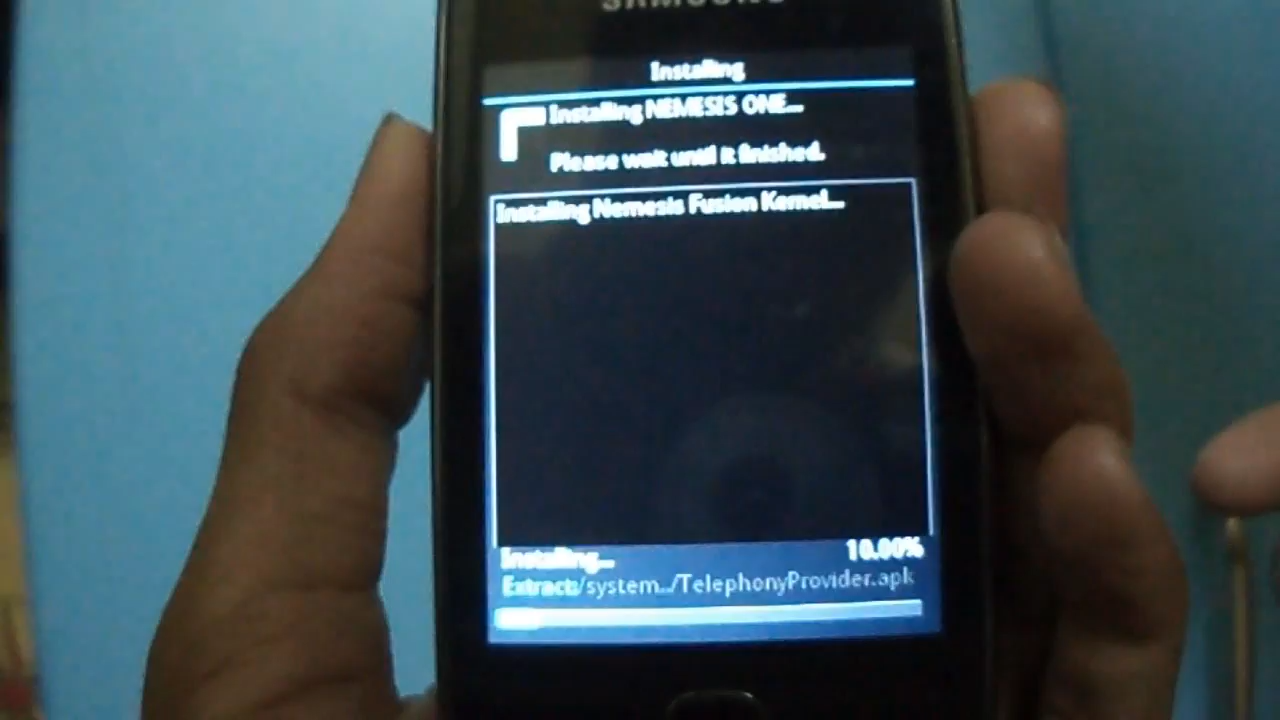 SAMSUNG
Installing
Installing NEMESIS ONE...
Please wait until it finished.
Installing Nemesis Fusion Kernel...
Installing... 10.00%
Extract:/system../TelephonyProvider.apk